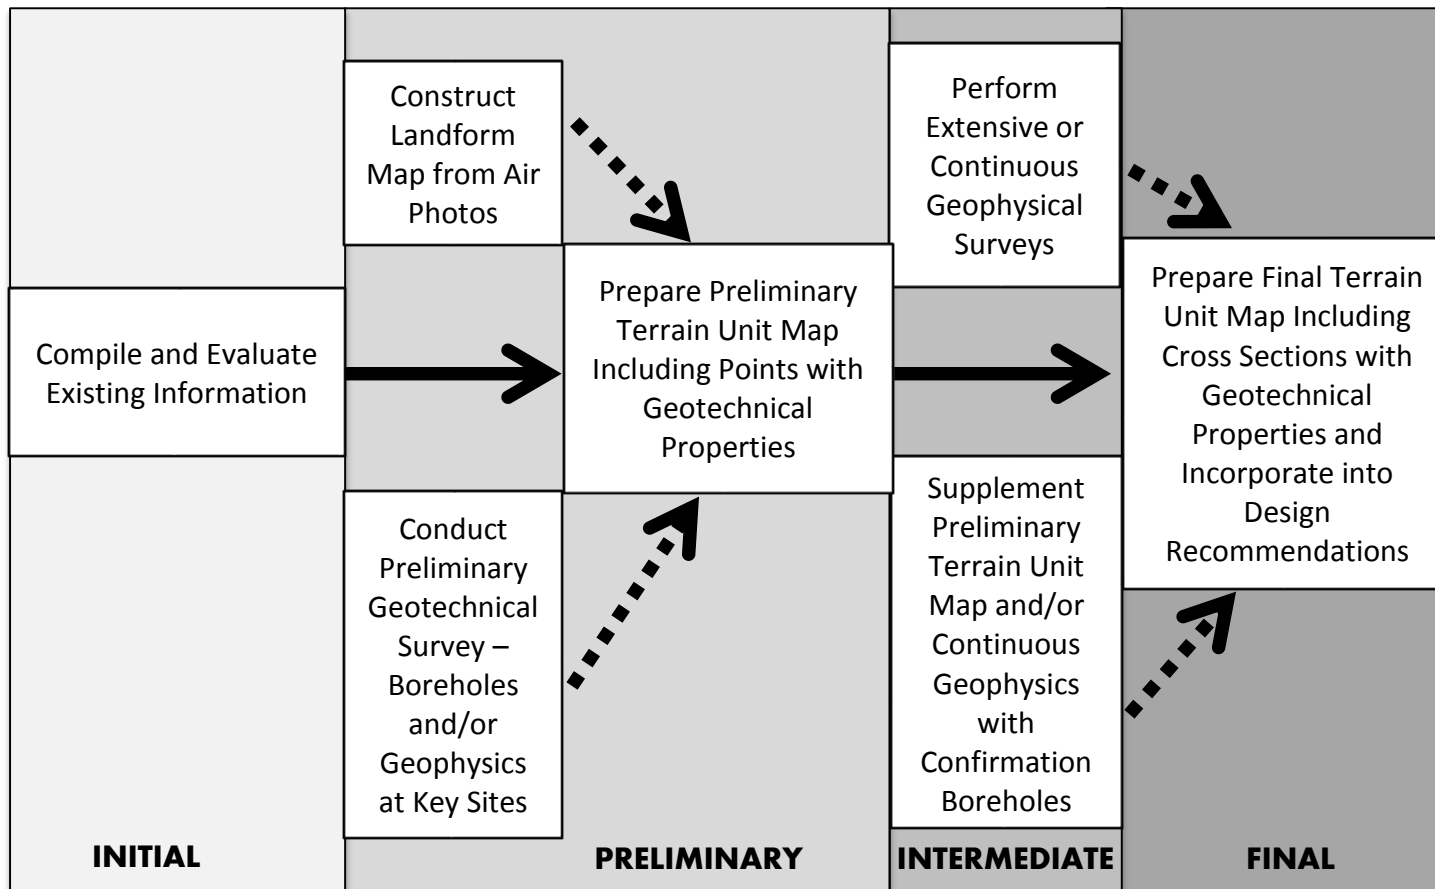 Compile and Evaluate
Existing Information
Construct
Landform
Map from Air
Photos
Conduct
Preliminary
Geotechnical
Survey –
Boreholes
and/or
Geophysics
at Key Sites
Prepare Preliminary
Terrain Unit Map
Including Points with
Geotechnical
Properties
Perform
Extensive or
Continuous
Geophysical
Surveys
Supplement
Preliminary
Terrain Unit
Map and/or
Continuous
Geophysics
with
Confirmation
Boreholes
Prepare Final Terrain
Unit Map Including
Cross Sections with
Geotechnical
Properties and
Incorporate into
Design
Recommendations
INITIAL
PRELIMINARY
INTERMEDIATE
FINAL